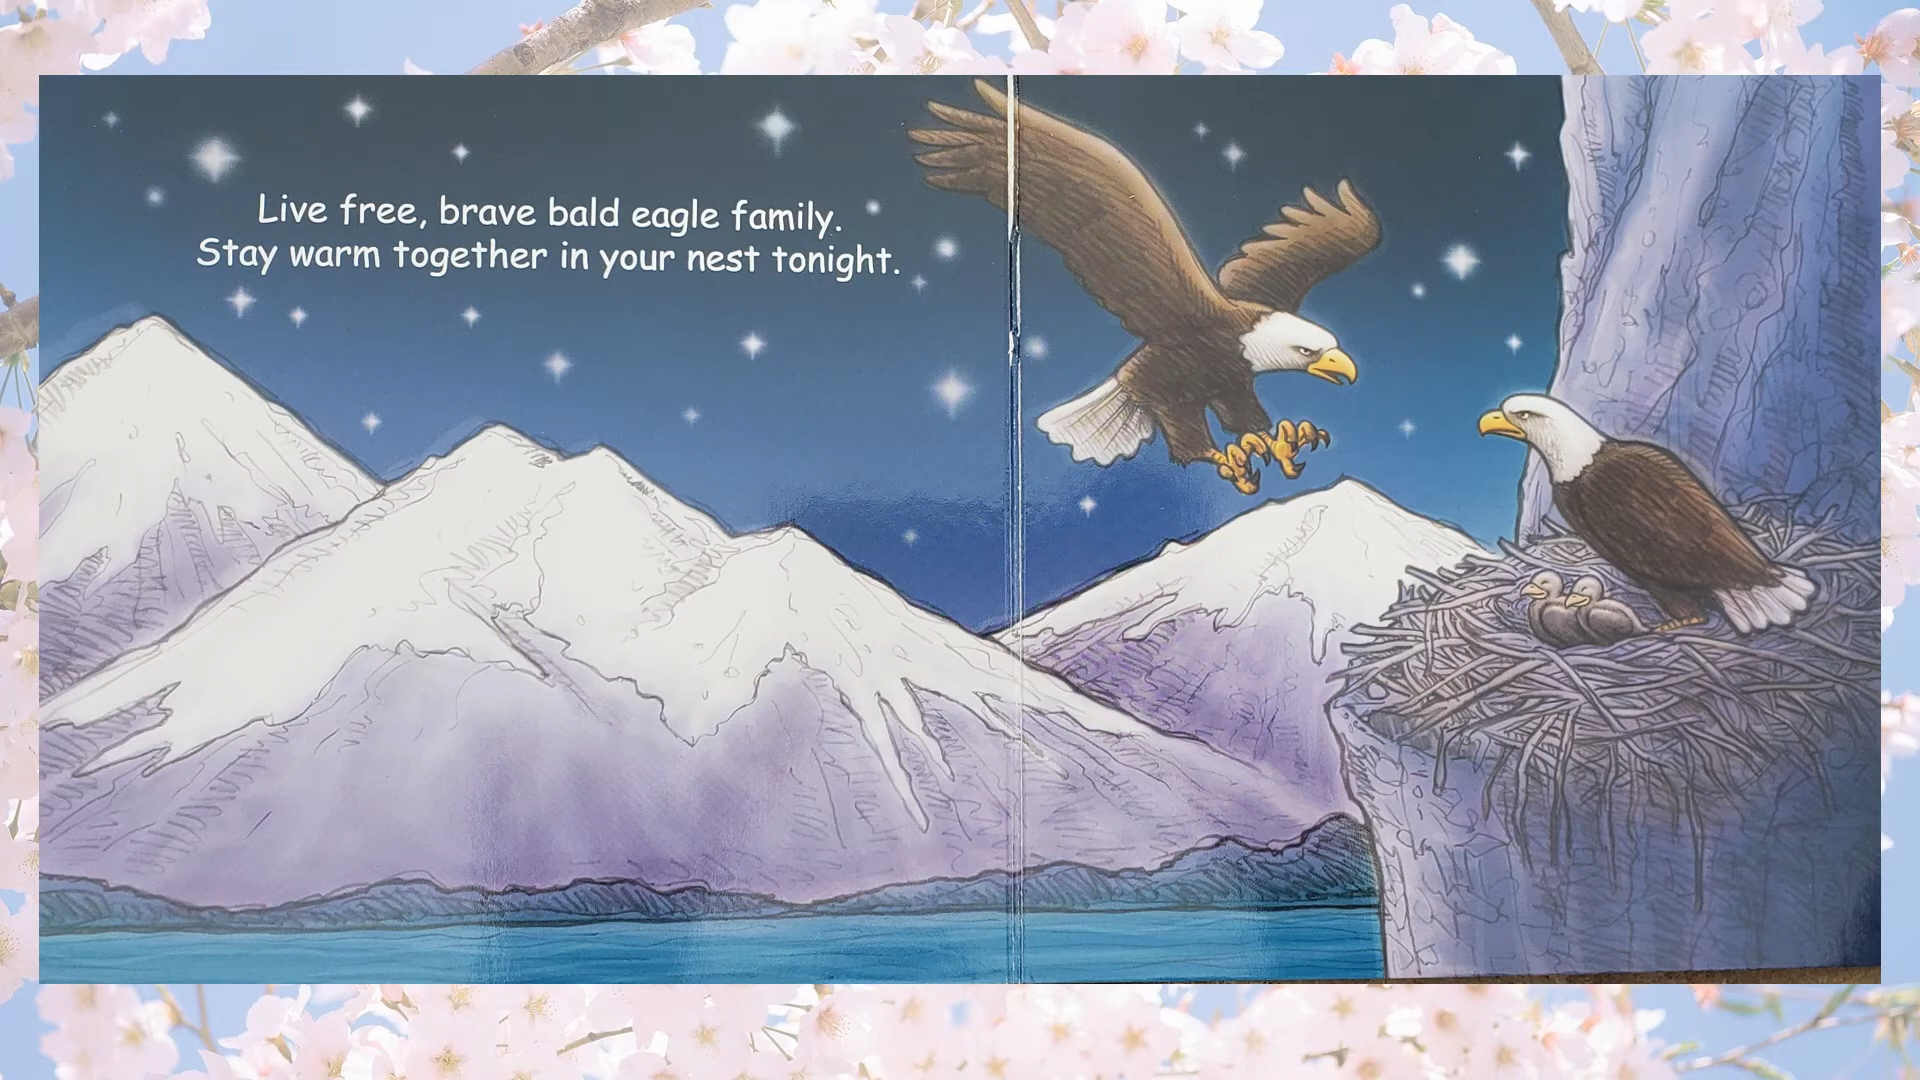 Live free, brave bald eagle family.
Stay warm together in your nest tonight.